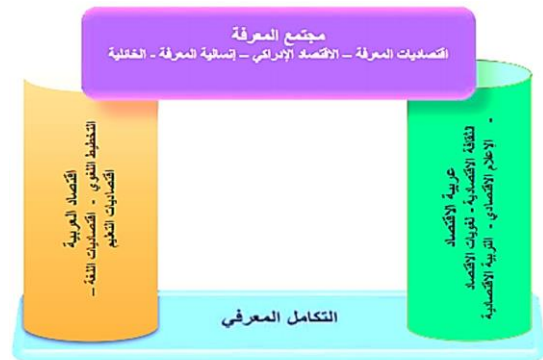 مجتمع المعرفة
اقتصاديات المعرفة – الاقتصاد الإدراكي – إنسالية المعرفة - الخائلية
عربية الاقتصاد
الثقافة الاقتصادية - لغويات الاقتصاد -
الإعلام الاقتصادي - التربية الاقتصادية
اقتصاد العربية
التخطيط اللغوي - اقتصاديات اللغة –
اقتصاديات التعليم
التكامل المعرفي